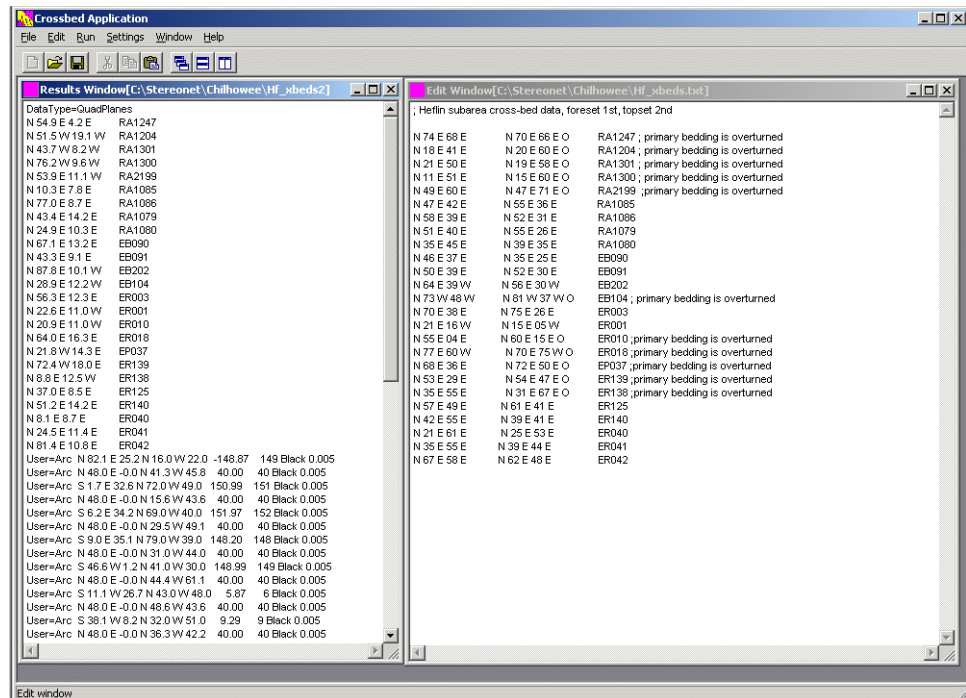 Crossbed Application
File Edit Run Settings Window Help
Results Window[C:\Stereonet\Chilhowee\Hf_xbeds2]
DataType=QuadPlanes
N 54.9 E 4.2 E RA1247
N 51.5 W 19.1 W RA1204
N 43.7 W 8.2 W RA1301
N 76.2 W 9.6 W RA1300
N 53.9 E 11.1 W RA2199
N 10.3 E 7.8 E RA1085
N 77.0 E 8.7 E RA1086
N 43.4 E 14.2 E RA1079
N 24.9 E 10.3 E RA1080
N 67.1 E 13.2 E EB090
N 43.3 E 9.1 E EB091
N 87.8 E 10.1 W EB202
N 28.9 E 12.2 W EB104
N 56.3 E 12.3 E ER003
N 22.6 E 11.0 W ER001
N 20.9 E 11.0 W ER010
N 64.0 E 16.3 E ER018
N 21.8 W 14.3 E EP037
N 72.4 W 18.0 E ER139
N 8.8 E 12.5 W ER138
N 37.0 E 8.5 E ER125
N 51.2 E 14.2 E ER140
N 8.1 E 8.7 E ER040
N 24.5 E 11.4 E ER041
N 81.4 E 10.8 E ER042
User=Arc N 82.1 E 25.2 N 16.0 W 22.0 -148.87 149 Black 0.005
User=Arc N 48.0 E -0.0 N 41.3 W 45.8 40.00 40 Black 0.005
User=Arc S 1.7 E 32.6 N 72.0 W 49.0 150.99 151 Black 0.005
User=Arc N 48.0 E -0.0 N 15.6 W 43.6 40.00 40 Black 0.005
User=Arc S 6.2 E 34.2 N 69.0 W 40.0 151.97 152 Black 0.005
User=Arc N 48.0 E -0.0 N 29.5 W 49.1 40.00 40 Black 0.005
User=Arc S 9.0 E 35.1 N 79.0 W 39.0 148.20 148 Black 0.005
User=Arc N 48.0 E -0.0 N 31.0 W 44.0 40.00 40 Black 0.005
User=Arc S 46.6 W 1.2 N 41.0 W 30.0 148.99 149 Black 0.005
User=Arc N 48.0 E -0.0 N 44.4 W 61.1 40.00 40 Black 0.005
User=Arc S 11.1 W 26.7 N 43.0 W 48.0 5.87 6 Black 0.005
User=Arc N 48.0 E -0.0 N 48.6 W 43.6 40.00 40 Black 0.005
User=Arc S 38.1 W 8.2 N 32.0 W 51.0 9.29 9 Black 0.005
User=Arc N 48.0 E -0.0 N 36.3 W 42.2 40.00 40 Black 0.005
Edit Window[C:\Stereonet\Chilhowee\Hf_xbeds.txt]
; Heflin subarea cross-bed data, foreset 1st, topset 2nd
N 74 E 68 E N 70 E 66 E O RA1247 ; primary bedding is overturned
N 18 E 41 E N 20 E 60 E O RA1204 ; primary bedding is overturned
N 21 E 50 E N 19 E 58 E O RA1301 ; primary bedding is overturned
N 11 E 51 E N 15 E 60 E O RA1300 ; primary bedding is overturned
N 49 E 60 E N 47 E 71 E O RA2199 ;primary bedding is overturned
N 47 E 42 E N 55 E 36 E RA1085
N 58 E 39 E N 52 E 31 E RA1086
N 51 E 40 E N 55 E 26 E RA1079
N 35 E 45 E N 39 E 35 E RA1080
N 46 E 37 E N 35 E 25 E EB090
N 50 E 39 E N 52 E 30 E EB091
N 64 E 39 W N 56 E 30 W EB202
N 73 W 48 W N 81 W 37 W O EB104 ; primary bedding is overturned
N 70 E 38 E N 75 E 26 E ER003
N 21 E 16 W N 15 E 05 W ER001
N 55 E 04 E N 60 E 15 E O ER010 ;primary bedding is overturned
N 77 E 60 W N 70 E 75 W O ER018 ;primary bedding is overturned
N 68 E 36 E N 72 E 50 E O EP037 ;primary bedding is overturned
N 53 E 29 E N 54 E 47 E O ER139 ;primary bedding is overturned
N 35 E 55 E N 31 E 67 E O ER138 ;primary bedding is overturned
N 57 E 49 E N 61 E 41 E ER125
N 42 E 55 E N 39 E 41 E ER140
N 21 E 61 E N 25 E 53 E ER040
N 35 E 55 E N 39 E 44 E ER041
N 67 E 58 E N 62 E 48 E ER042
Edit window